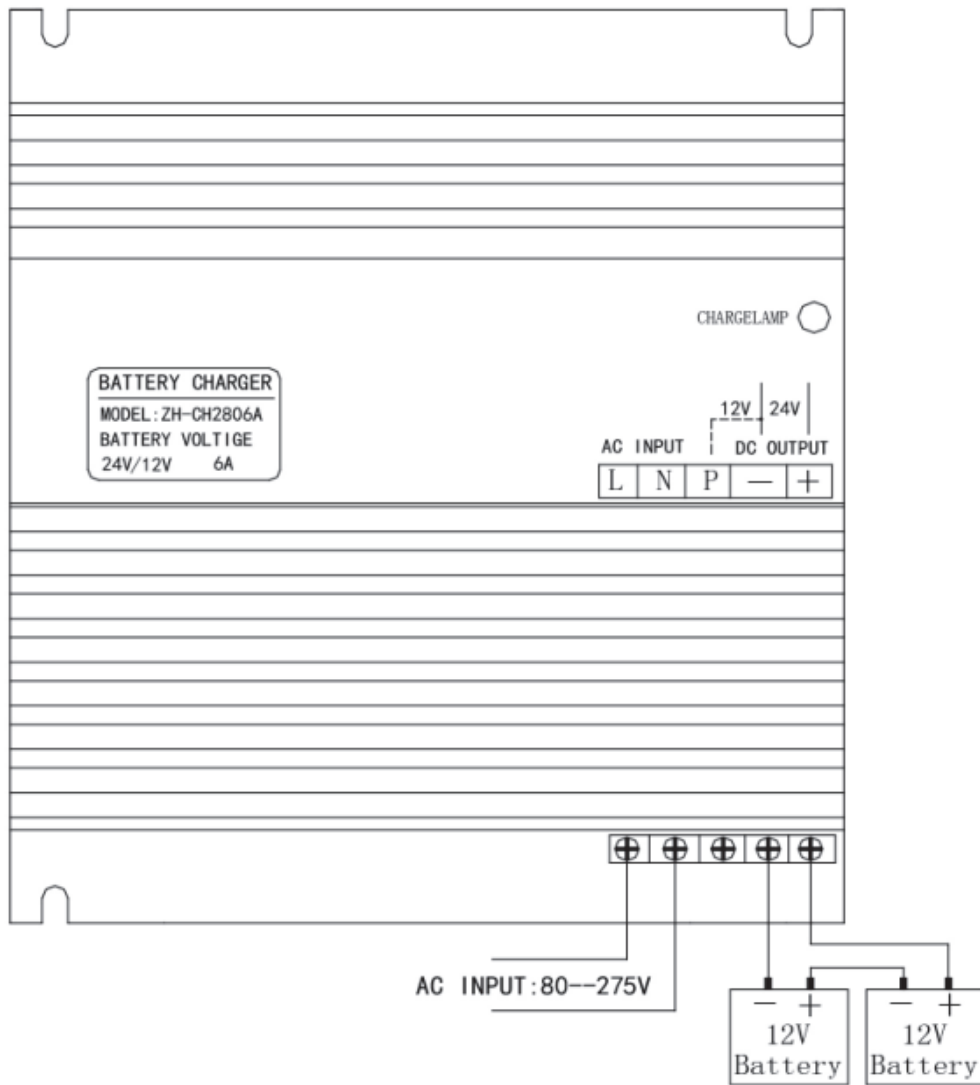 CHARGELAMP
BATTERY CHARGER
MODEL:ZH-CH2806A
BATTERY VOLTIGE
24V/12V 6A
12V 24V
AC INPUT DC OUTPUT
L N P — +
AC INPUT:80--275V
— + — +
12V 12V
Battery Battery